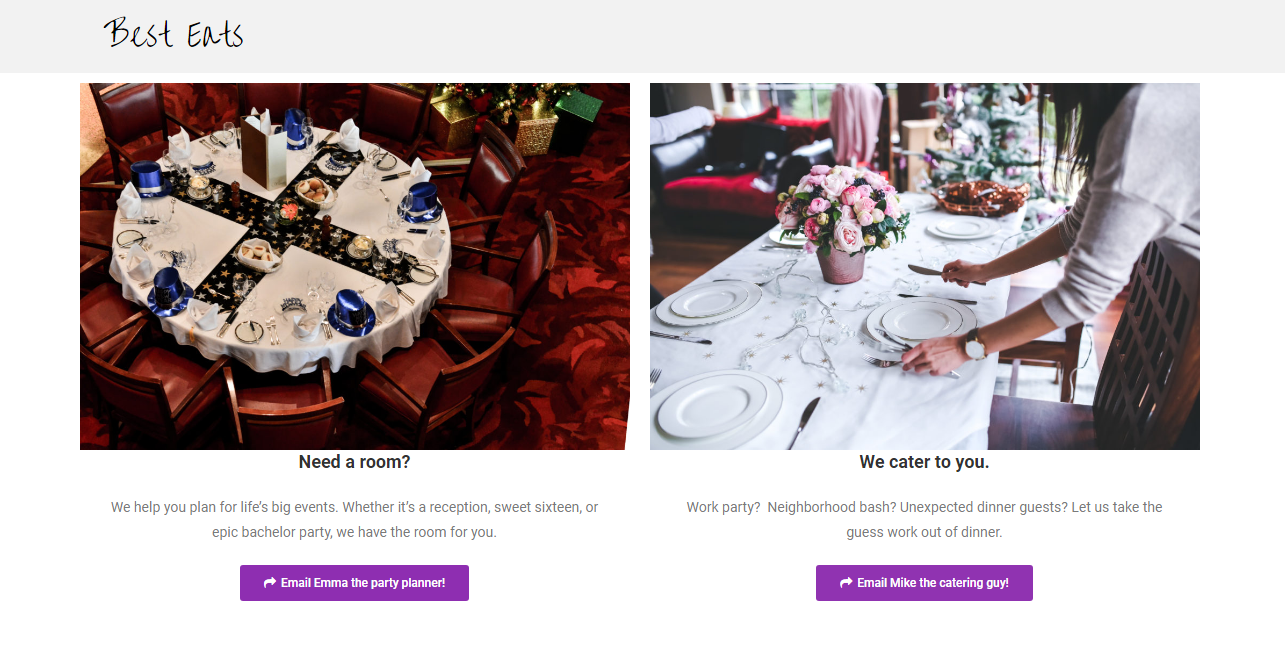 Best Eats
Need a room?
We help you plan for life’s big events. Whether it’s a reception, sweet sixteen, or
epic bachelor party, we have the room for you.
Email Emma the party planner!
We cater to you.
Work party?  Neighborhood bash? Unexpected dinner guests? Let us take the
guess work out of dinner.
Email Mike the catering guy!